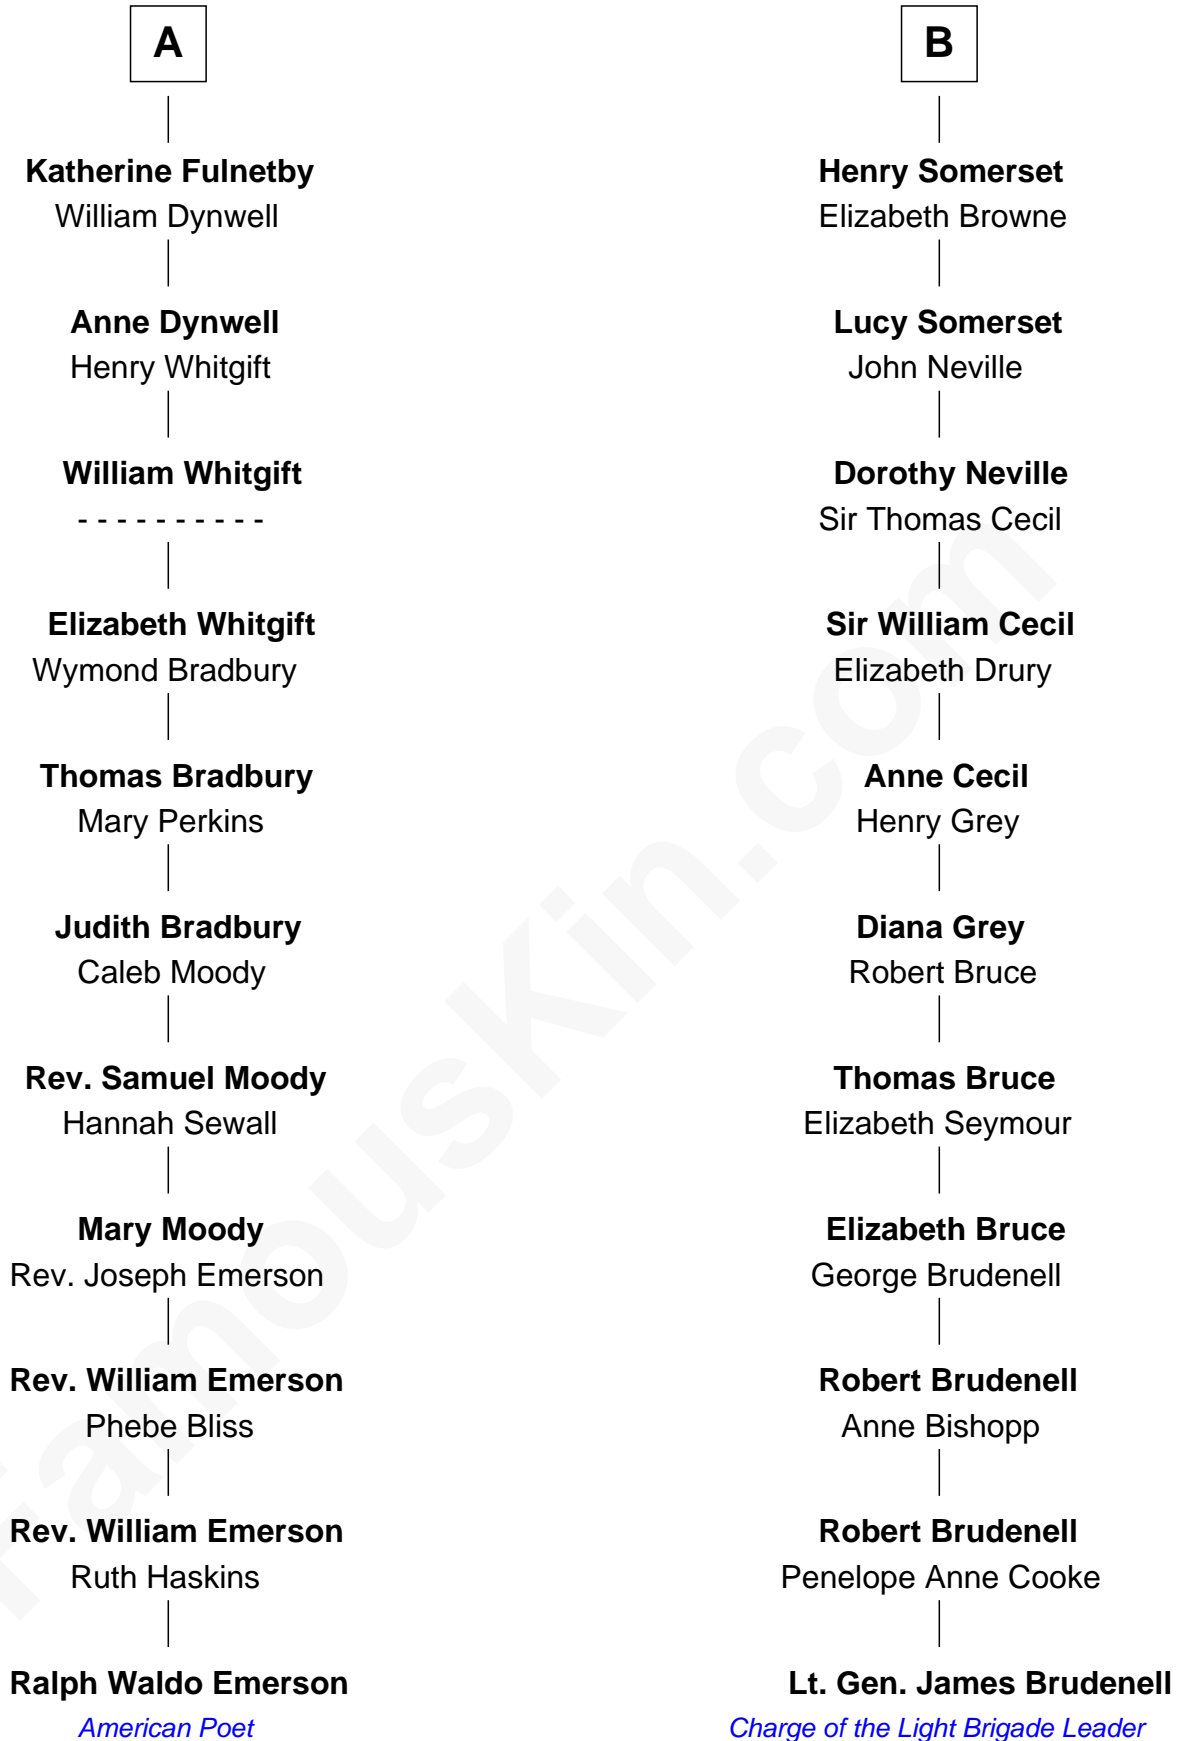 A
Katherine Fulnetby
William Dynwell
Anne Dynwell
Henry Whitgift
William Whitgift
- - - - - - - - - -
Elizabeth Whitgift
Wymond Bradbury
Thomas Bradbury
Mary Perkins
Judith Bradbury
Caleb Moody
Rev. Samuel Moody
Hannah Sewall
Mary Moody
Rev. Joseph Emerson
Rev. William Emerson
Phebe Bliss
Rev. William Emerson
Ruth Haskins
Ralph Waldo Emerson
American Poet
B
Henry Somerset
Elizabeth Browne
Lucy Somerset
John Neville
Dorothy Neville
Sir Thomas Cecil
Sir William Cecil
Elizabeth Drury
Anne Cecil
Henry Grey
Diana Grey
Robert Bruce
Thomas Bruce
Elizabeth Seymour
Elizabeth Bruce
George Brudenell
Robert Brudenell
Anne Bishopp
Robert Brudenell
Penelope Anne Cooke
Lt. Gen. James Brudenell
Charge of the Light Brigade Leader
FamousKin.com